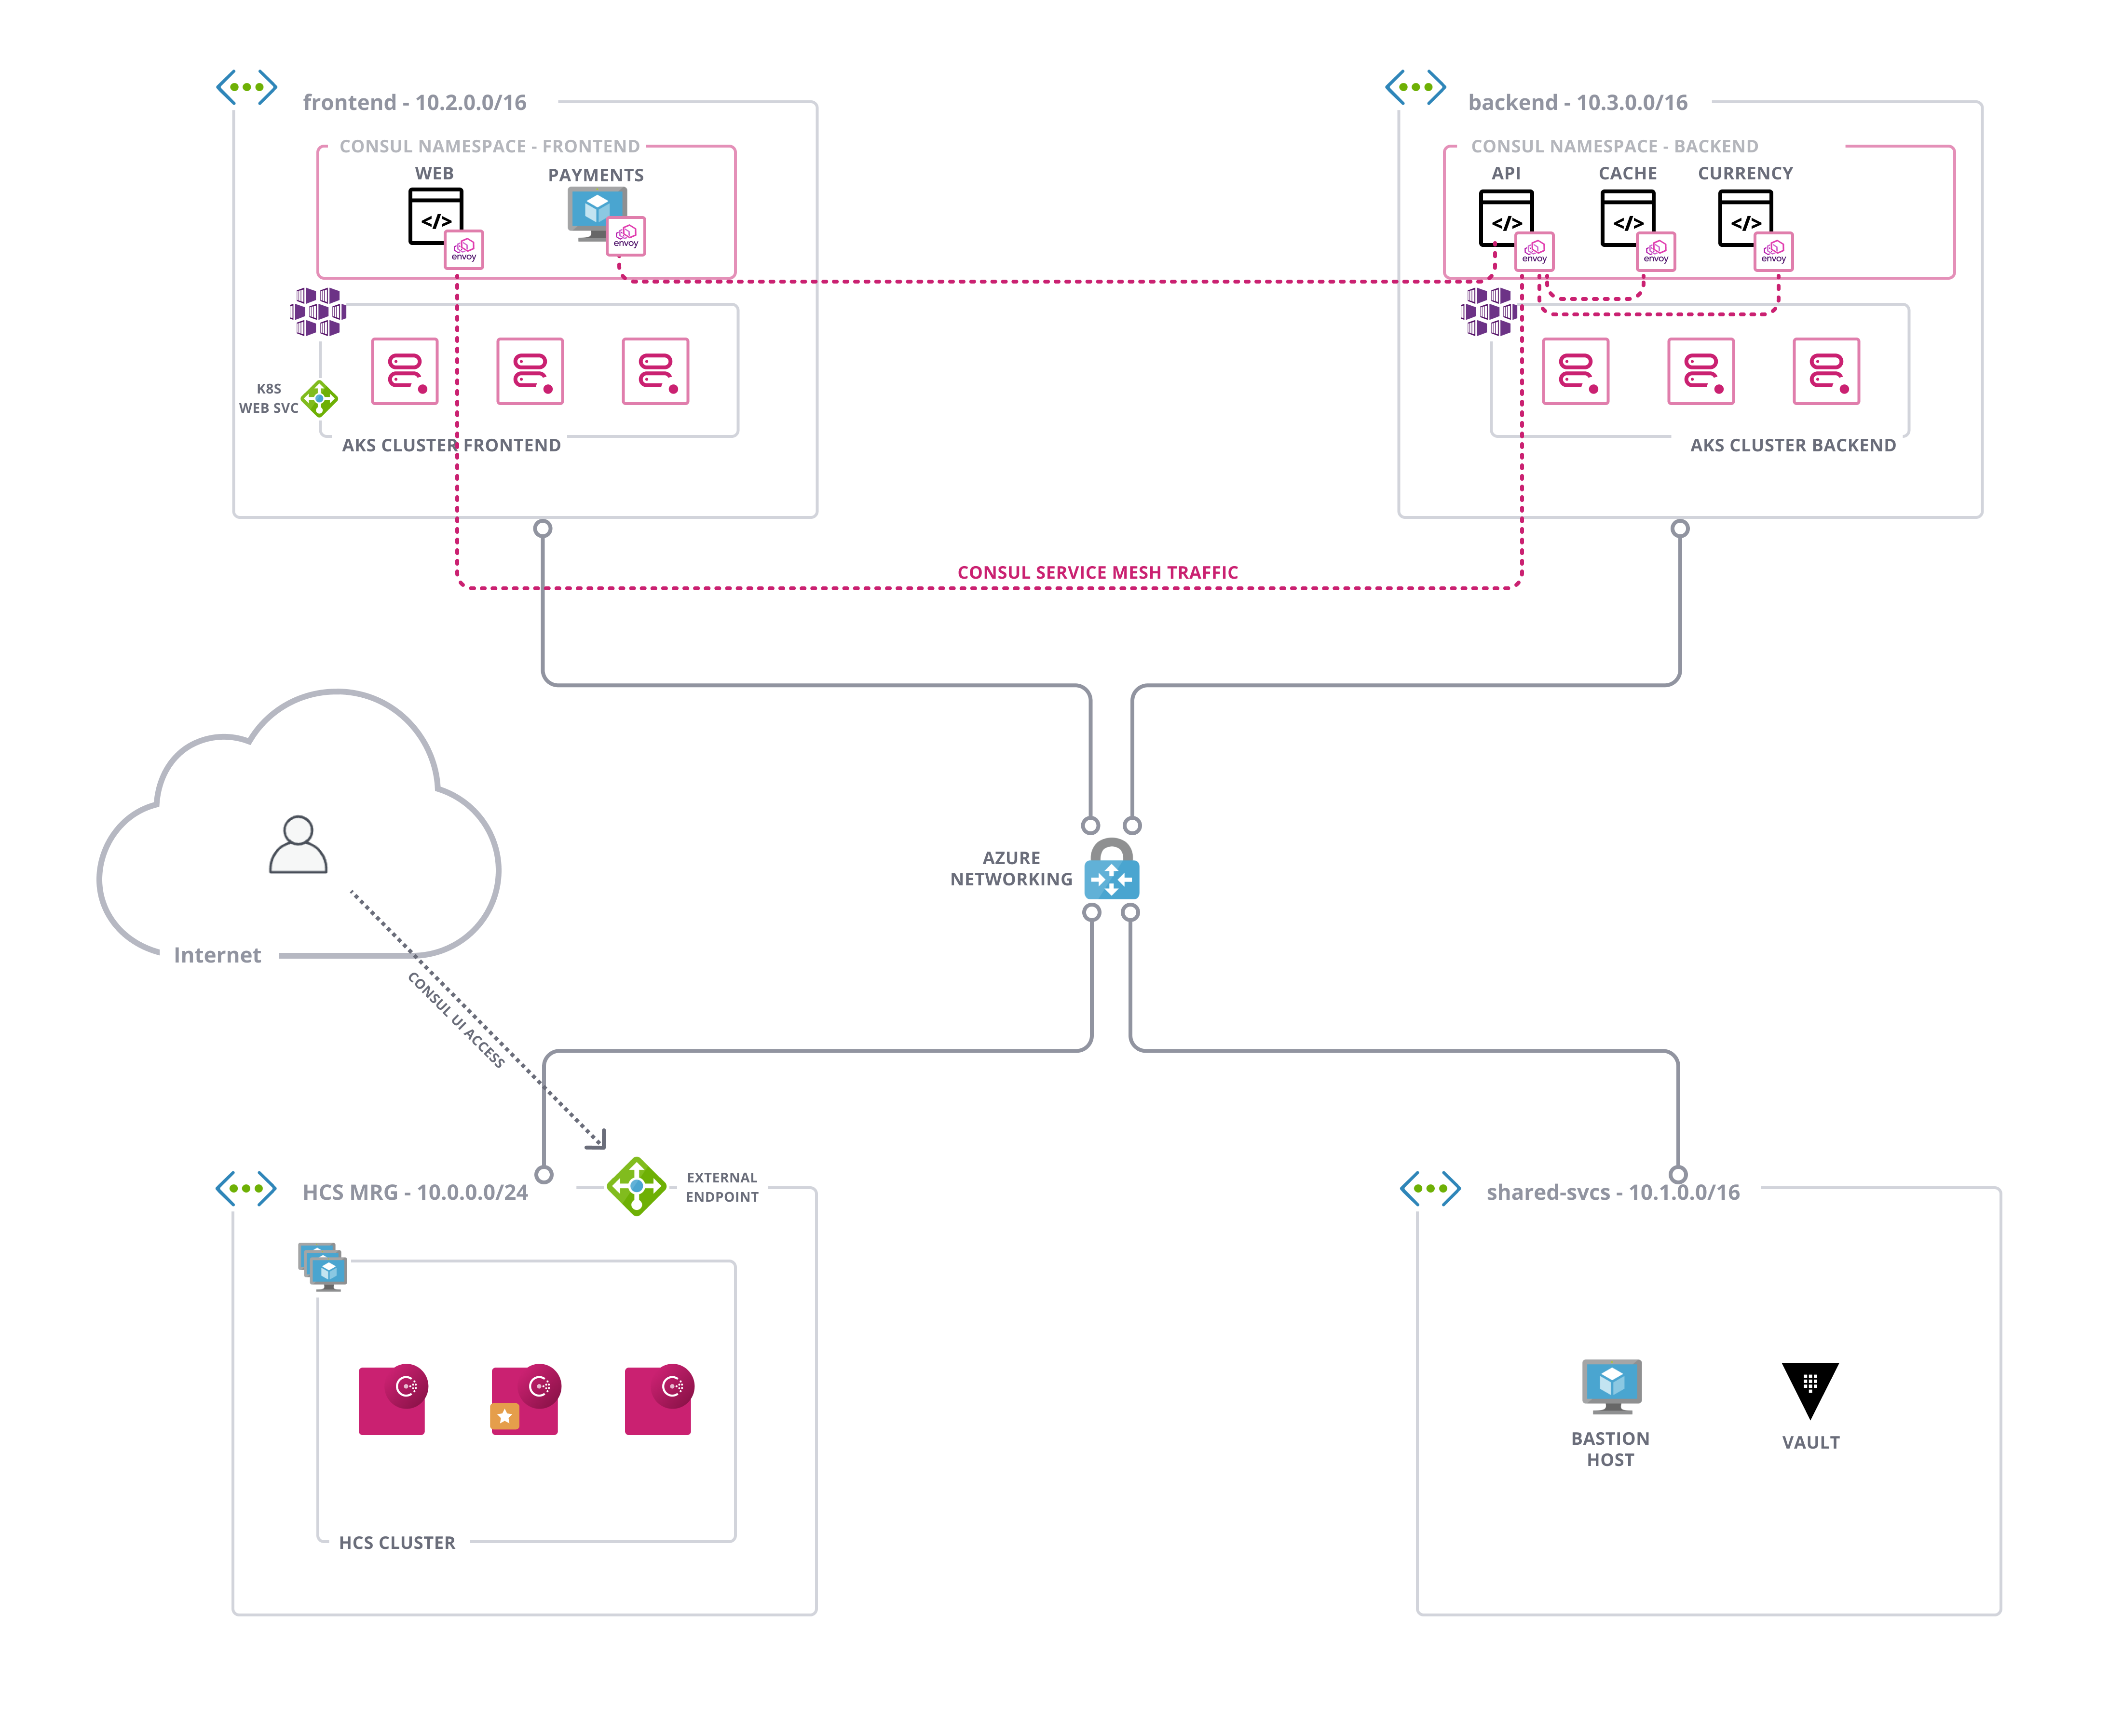 frontend - 10.2.0.0/16
CONSUL NAMESPACE - FRONTEND
WEB
PAYMENTS
</>
envoy
envoy
K8S
WEB SVC
AKS CLUSTER FRONTEND
backend - 10.3.0.0/16
CONSUL NAMESPACE - BACKEND
API
CACHE
CURRENCY
</>
</>
</>
envoy
envoy
envoy
AKS CLUSTER BACKEND
CONSUL SERVICE MESH TRAFFIC
Internet
CONSUL UI ACCESS
AZURE
NETWORKING
HCS MRG - 10.0.0.0/24
EXTERNAL
ENDPOINT
HCS CLUSTER
shared-svcs - 10.1.0.0/16
BASTION
HOST
VAULT